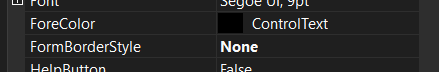 Font Segoe UI, 9pt
ForeColor ControlText
FormBorderStyle None
HelpButton False